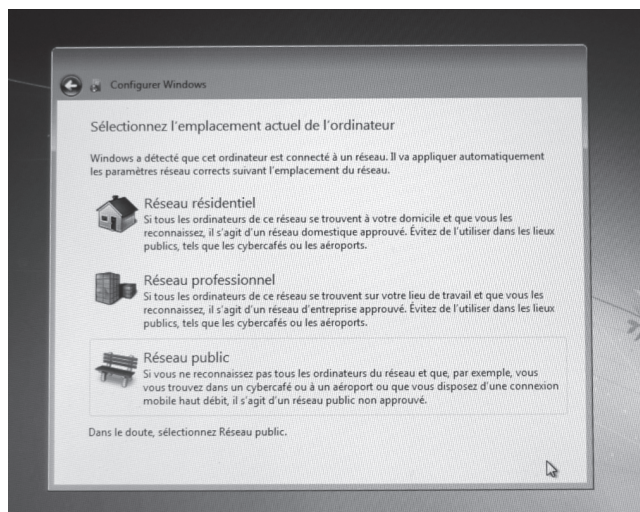 Configurer Windows
Sélectionnez l'emplacement actuel de l'ordinateur
Windows a détecté que cet ordinateur est connecté à un réseau. Il va appliquer automatiquement
les paramètres réseau corrects suivant l'emplacement du réseau.
Réseau résidentiel
Si tous les ordinateurs de ce réseau se trouvent à votre domicile et que vous les
reconnaissez, il s'agit d'un réseau domestique approuvé. Évitez de l'utiliser dans les lieux
publics, tels que les cybercafés ou les aéroports.
Réseau professionnel
Si tous les ordinateurs de ce réseau se trouvent sur votre lieu de travail et que vous les
reconnaissez, il s'agit d'un réseau d'entreprise approuvé. Évitez de l'utiliser dans les lieux
publics, tels que les cybercafés ou les aéroports.
Réseau public
Si vous ne reconnaissez pas tous les ordinateurs du réseau et que, par exemple, vous
vous trouvez dans un cybercafé ou à un aéroport ou que vous disposez d'une connexion
mobile haut débit, il s'agit d'un réseau public non approuvé.
Dans le doute, sélectionnez Réseau public.